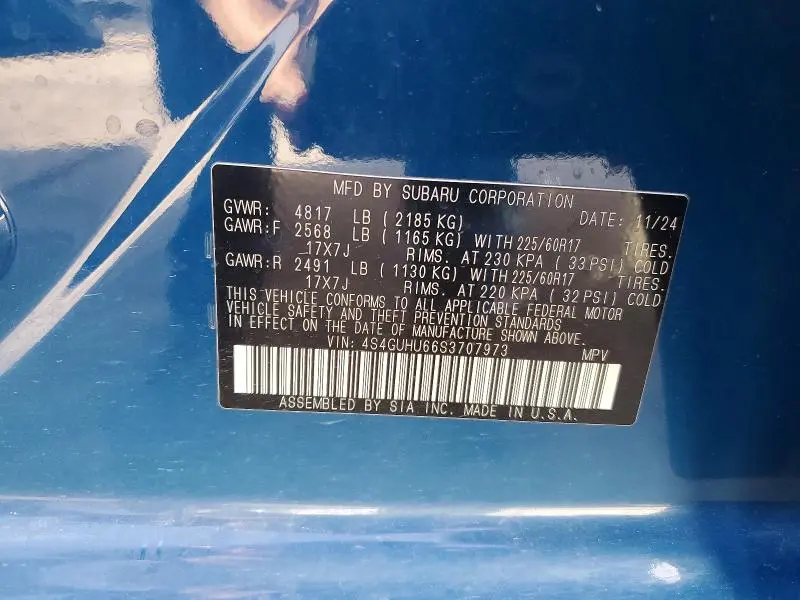 MFD BY SUBARU CORPORATION
GVWR: 4817 LB ( 2185 KG) DATE: 11/24
GAWR:F 2568 LB ( 1165 KG) WITH 225/60R17 TIRES.
17X7J RIMS. AT 230 KPA ( 33 PSI) COLD
GAWR:R 2491 LB ( 1130 KG) WITH 225/60R17 TIRES.
17X7J RIMS. AT 220 KPA ( 32 PSI) COLD
THIS VEHICLE CONFORMS TO ALL APPLICABLE FEDERAL MOTOR
VEHICLE SAFETY AND THEFT PREVENTION STANDARDS
IN EFFECT ON THE DATE OF MANUFACTURE SHOWN ABOVE.
VIN: 4S4GUHU66S3707973 MPV
ASSEMBLED BY SIA INC. MADE IN U.S.A.